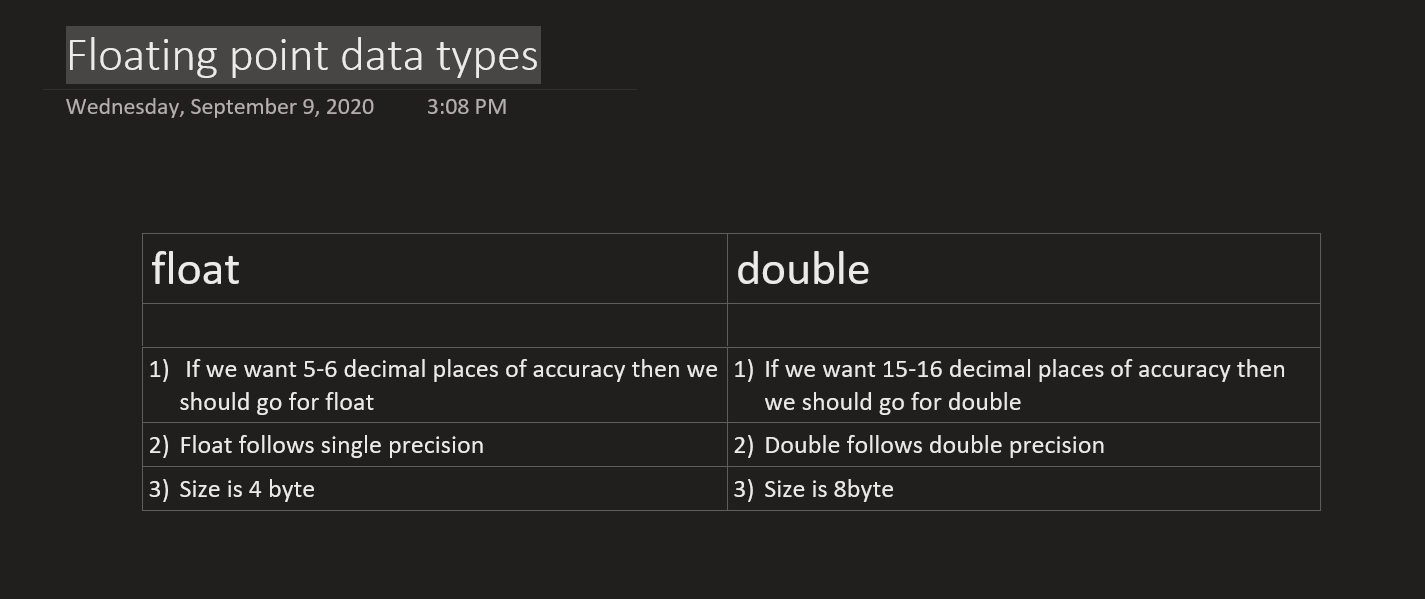 Floating point data types
Wednesday, September 9, 2020 3:08 PM
float
double
1) If we want 5-6 decimal places of accuracy then we
should go for float
1) If we want 15-16 decimal places of accuracy then
we should go for double
2) Float follows single precision
2) Double follows double precision
3) Size is 4 byte
3) Size is 8byte